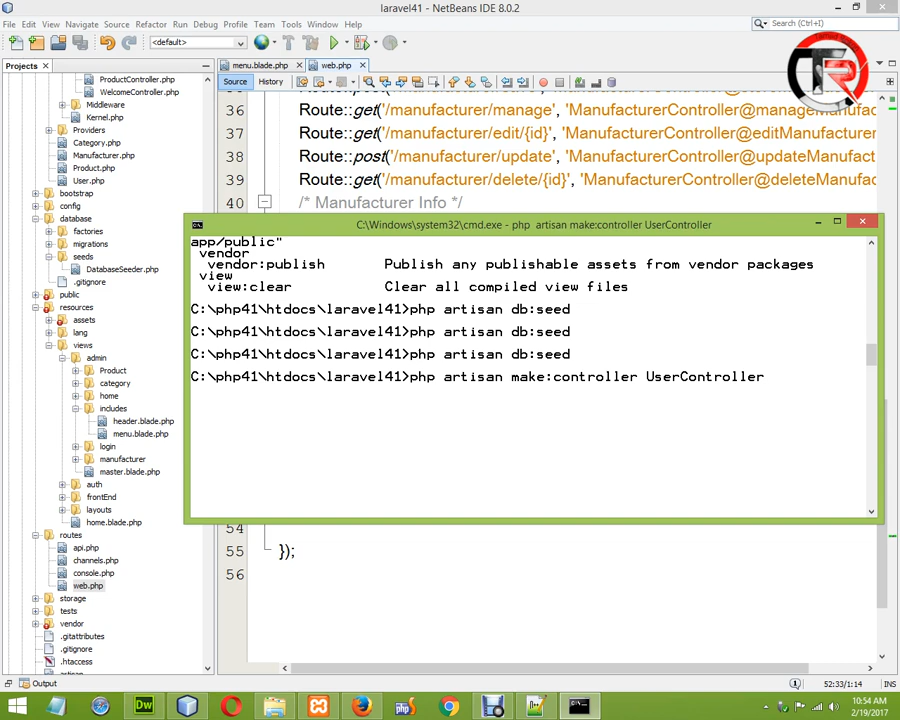 laravel41 - NetBeans IDE 8.0.2
File Edit View Navigate Source Refactor Run Debug Profile Team Tools Window Help
<default>
Search (Ctrl+I)
Projects
menu.blade.php
web.php
Source
History
ProductController.php
WelcomeController.php
Middleware
Kernel.php
Providers
Category.php
Manufacturer.php
Product.php
User.php
bootstrap
config
database
factories
migrations
seeds
DatabaseSeeder.php
.gitignore
public
resources
assets
lang
views
admin
Product
category
home
includes
header.blade.php
menu.blade.php
login
manufacturer
master.blade.php
auth
frontEnd
layouts
home.blade.php
routes
api.php
channels.php
console.php
web.php
storage
tests
vendor
.gitattributes
.gitignore
.htaccess
36 Route::get('/manufacturer/manage', 'ManufacturerController@manageManufa
37 Route::get('/manufacturer/edit/{id}', 'ManufacturerController@editManufacturer
38 Route::post('/manufacturer/update', 'ManufacturerController@updateManufact
39 Route::get('/manufacturer/delete/{id}', 'ManufacturerController@deleteManufac
40 /* Manufacturer Info */
C:\Windows\system32\cmd.exe - php artisan make:controller UserController
app/public"
vendor
vendor:publish Publish any publishable assets from vendor packages
view
view:clear Clear all compiled view files
C:\php41\htdocs\laravel41>php artisan db:seed
C:\php41\htdocs\laravel41>php artisan db:seed
C:\php41\htdocs\laravel41>php artisan db:seed
C:\php41\htdocs\laravel41>php artisan make:controller UserController
54
55 });
56
Output
52:33/1:14
INS
10:54 AM
2/19/2017